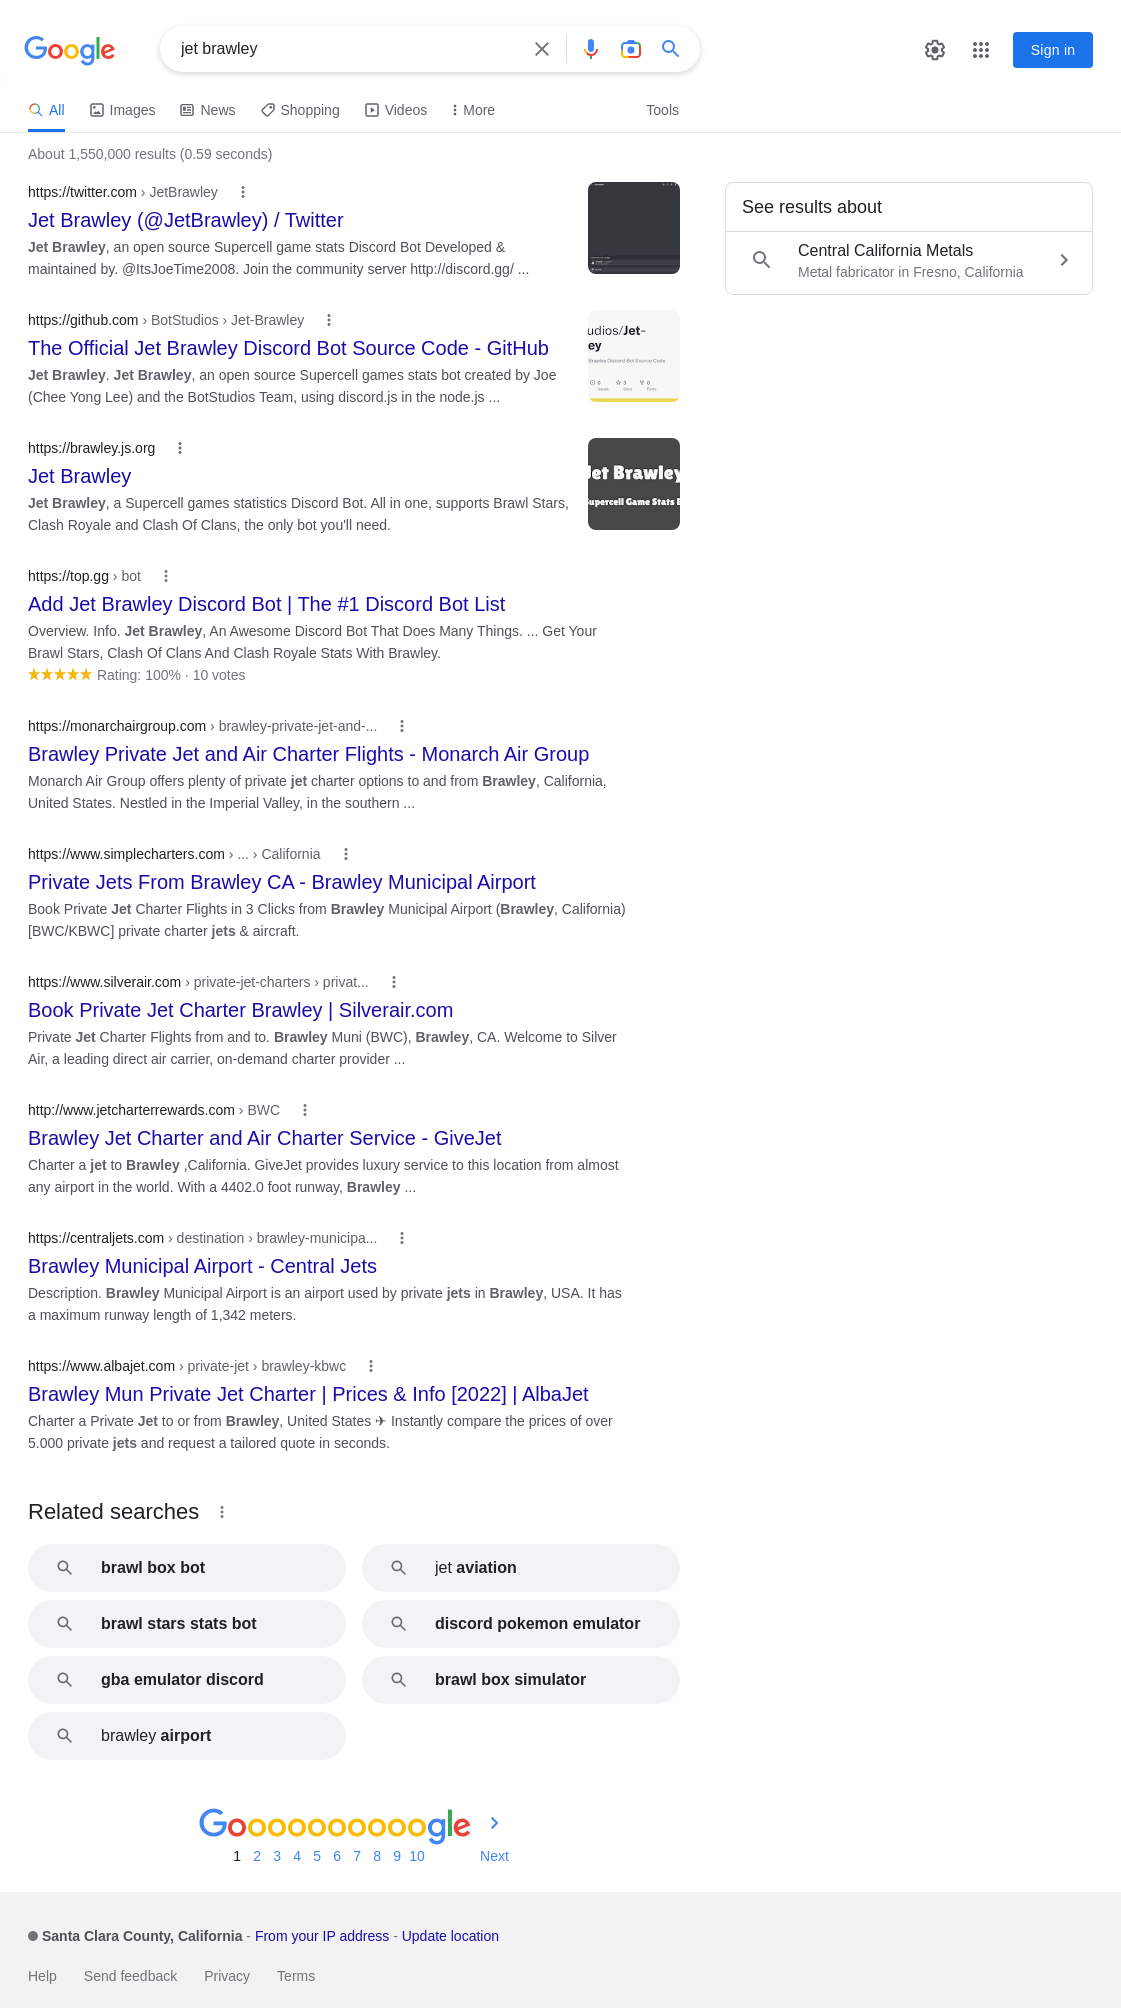 Google
jet brawley
Sign in
All
Images
News
Shopping
Videos
More
Tools
About 1,550,000 results (0.59 seconds)
https://twitter.com › JetBrawley
Jet Brawley (@JetBrawley) / Twitter
Jet Brawley, an open source Supercell game stats Discord Bot Developed &
maintained by. @ItsJoeTime2008. Join the community server http://discord.gg/ ...
See results about
Central California Metals
Metal fabricator in Fresno, California
https://github.com › BotStudios › Jet-Brawley
The Official Jet Brawley Discord Bot Source Code - GitHub
Jet Brawley. Jet Brawley, an open source Supercell games stats bot created by Joe
(Chee Yong Lee) and the BotStudios Team, using discord.js in the node.js ...
udios/Jet-
ey
Brawley Discord Bot Source Code
0 3 0
Issues Stars Forks
https://brawley.js.org
Jet Brawley
Jet Brawley, a Supercell games statistics Discord Bot. All in one, supports Brawl Stars,
Clash Royale and Clash Of Clans, the only bot you'll need.
Jet Brawley
Supercell Game Stats B
https://top.gg › bot
Add Jet Brawley Discord Bot | The #1 Discord Bot List
Overview. Info. Jet Brawley, An Awesome Discord Bot That Does Many Things. ... Get Your
Brawl Stars, Clash Of Clans And Clash Royale Stats With Brawley.
Rating: 100% · 10 votes
https://monarchairgroup.com › brawley-private-jet-and-...
Brawley Private Jet and Air Charter Flights - Monarch Air Group
Monarch Air Group offers plenty of private jet charter options to and from Brawley, California,
United States. Nestled in the Imperial Valley, in the southern ...
https://www.simplecharters.com › ... › California
Private Jets From Brawley CA - Brawley Municipal Airport
Book Private Jet Charter Flights in 3 Clicks from Brawley Municipal Airport (Brawley, California)
[BWC/KBWC] private charter jets & aircraft.
https://www.silverair.com › private-jet-charters › privat...
Book Private Jet Charter Brawley | Silverair.com
Private Jet Charter Flights from and to. Brawley Muni (BWC), Brawley, CA. Welcome to Silver
Air, a leading direct air carrier, on-demand charter provider ...
http://www.jetcharterrewards.com › BWC
Brawley Jet Charter and Air Charter Service - GiveJet
Charter a jet to Brawley ,California. GiveJet provides luxury service to this location from almost
any airport in the world. With a 4402.0 foot runway, Brawley ...
https://centraljets.com › destination › brawley-municipa...
Brawley Municipal Airport - Central Jets
Description. Brawley Municipal Airport is an airport used by private jets in Brawley, USA. It has
a maximum runway length of 1,342 meters.
https://www.albajet.com › private-jet › brawley-kbwc
Brawley Mun Private Jet Charter | Prices & Info [2022] | AlbaJet
Charter a Private Jet to or from Brawley, United States ✈ Instantly compare the prices of over
5.000 private jets and request a tailored quote in seconds.
Related searches
brawl box bot
jet aviation
brawl stars stats bot
discord pokemon emulator
gba emulator discord
brawl box simulator
brawley airport
Goooooooooogle
1 2 3 4 5 6 7 8 9 10 Next
Santa Clara County, California - From your IP address - Update location
Help Send feedback Privacy Terms